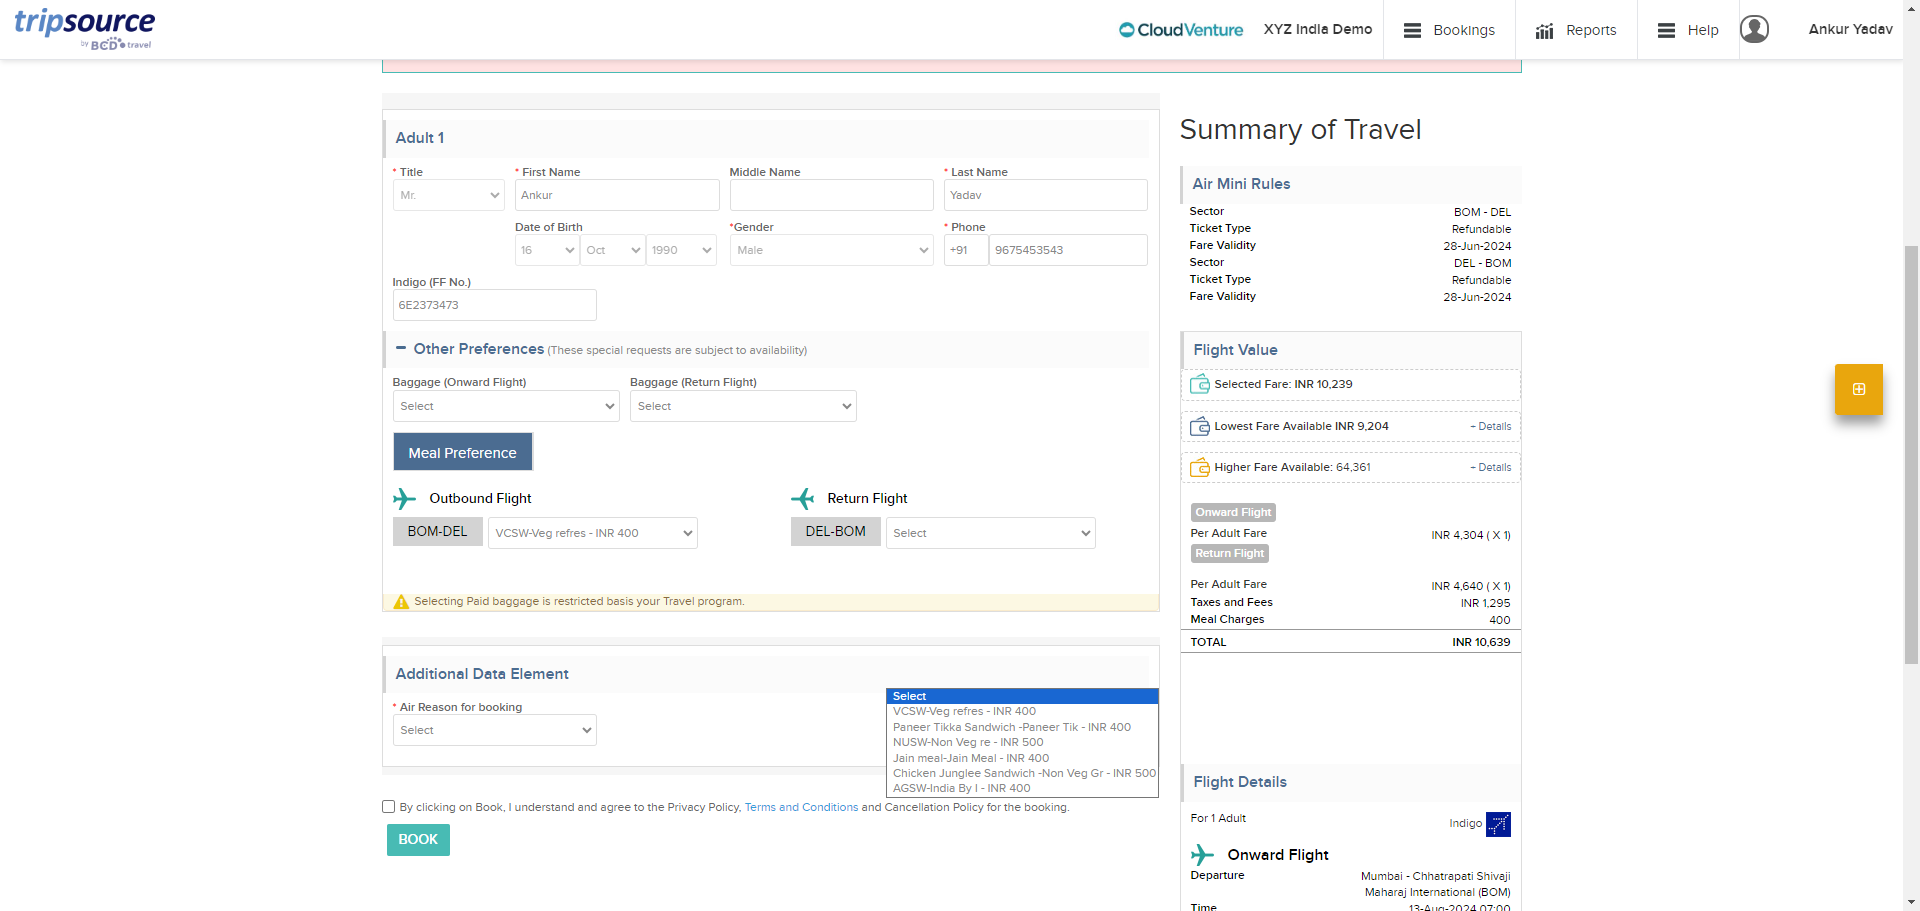 tripsource
by BCD travel
CloudVenture
XYZ India Demo
Bookings
Reports
Help
Ankur Yadav
Adult 1
* Title
* First Name
Middle Name
* Last Name
Mr.
Ankur
Yadav
Date of Birth
*Gender
* Phone
16
Oct
1990
Male
+91
9675453543
Indigo (FF No.)
6E2373473
Other Preferences (These special requests are subject to availability)
Baggage (Onward Flight)
Baggage (Return Flight)
Select
Select
Meal Preference
Outbound Flight
Return Flight
BOM-DEL
VCSW-Veg refres - INR 400
DEL-BOM
Select
Selecting Paid baggage is restricted basis your Travel program.
Additional Data Element
* Air Reason for booking
Select
Select
VCSW-Veg refres - INR 400
Paneer Tikka Sandwich -Paneer Tik - INR 400
NUSW-Non Veg re - INR 500
Jain meal-Jain Meal - INR 400
Chicken Junglee Sandwich -Non Veg Gr - INR 500
AGSW-India By I - INR 400
By clicking on Book, I understand and agree to the Privacy Policy, Terms and Conditions and Cancellation Policy for the booking.
BOOK
Summary of Travel
Air Mini Rules
Sector BOM - DEL
Ticket Type Refundable
Fare Validity 28-Jun-2024
Sector DEL - BOM
Ticket Type Refundable
Fare Validity 28-Jun-2024
Flight Value
Selected Fare: INR 10,239
Lowest Fare Available INR 9,204 + Details
Higher Fare Available: 64,361 + Details
Onward Flight
Per Adult Fare INR 4,304 ( X 1)
Return Flight
Per Adult Fare INR 4,640 ( X 1)
Taxes and Fees INR 1,295
Meal Charges 400
TOTAL INR 10,639
Flight Details
For 1 Adult Indigo
Onward Flight
Departure Mumbai - Chhatrapati Shivaji
Maharaj International (BOM)
Time 13-Aug-2024 07:00